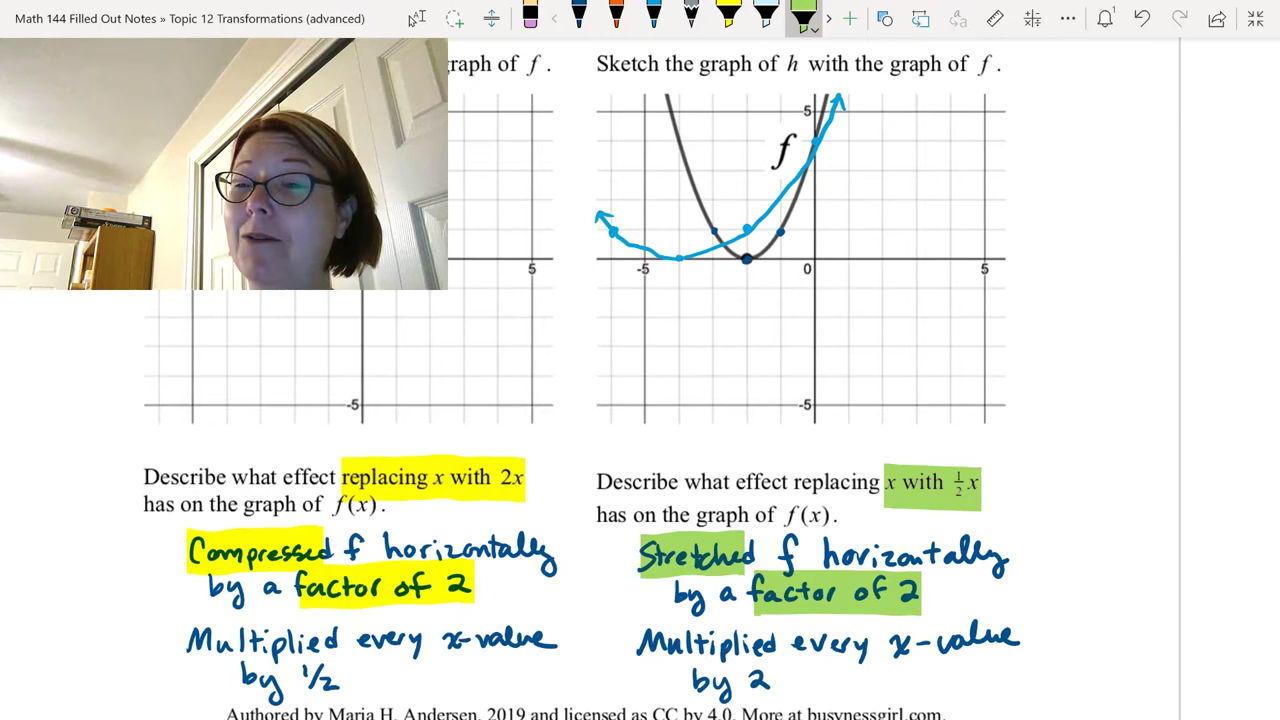 Math 144 Filled Out Notes » Topic 12 Transformations (advanced)
graph of f .
Sketch the graph of h with the graph of f .
5
f
-5
0
5
-5
5
-5
Describe what effect replacing x with 2x
has on the graph of f(x).
Compressed f horizontally
by a factor of 2
Multiplied every x-value
by 1/2
Describe what effect replacing x with ½x
has on the graph of f(x).
Stretched f horizontally
by a factor of 2
Multiplied every x-value
by 2
Authored by Maria H. Andersen, 2019 and licensed as CC by 4.0. More at busynessgirl.com.